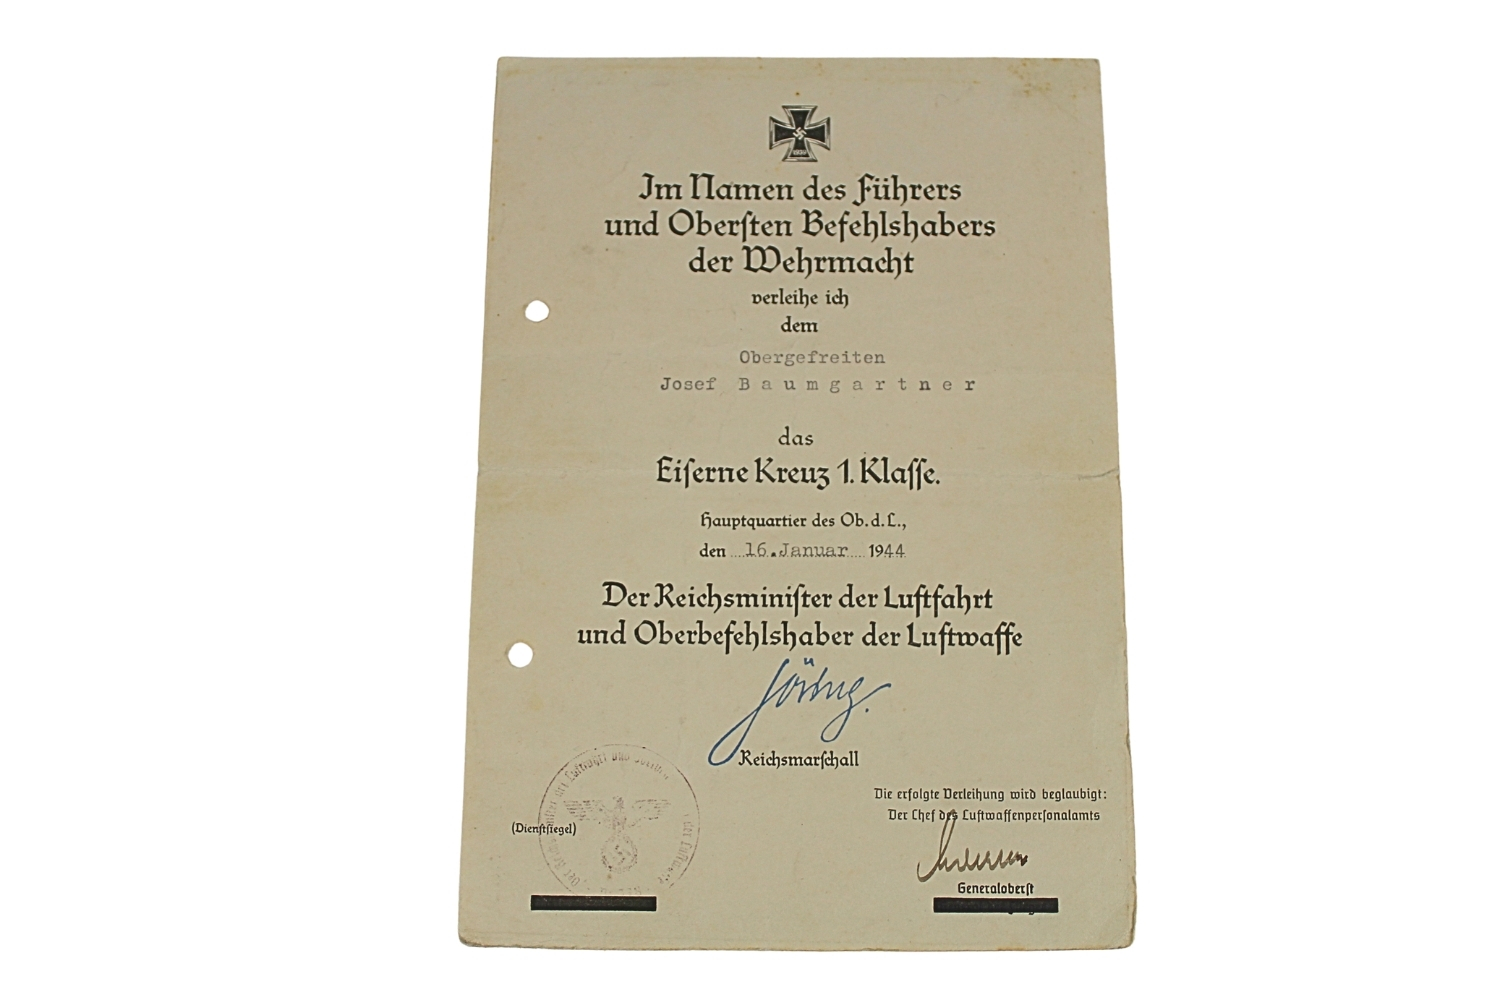 Im Namen des Führers
und Oberſten Befehlshabers
der Wehrmacht
verleihe ich
dem
Obergefreiten
Josef Baumgartner
das
Eiſerne Kreuz 1. Klaſſe.
Hauptquartier des Ob. d. L.,
den 16. Januar 1944
Der Reichsminiſter der Luftfahrt
und Oberbefehlshaber der Luftwaffe
Göring.
Reichsmarſchall
Die erfolgte Verleihung wird beglaubigt:
Der Chef des Luftwaffenperſonalamts
(Dienſtſiegel)
Generaloberſt